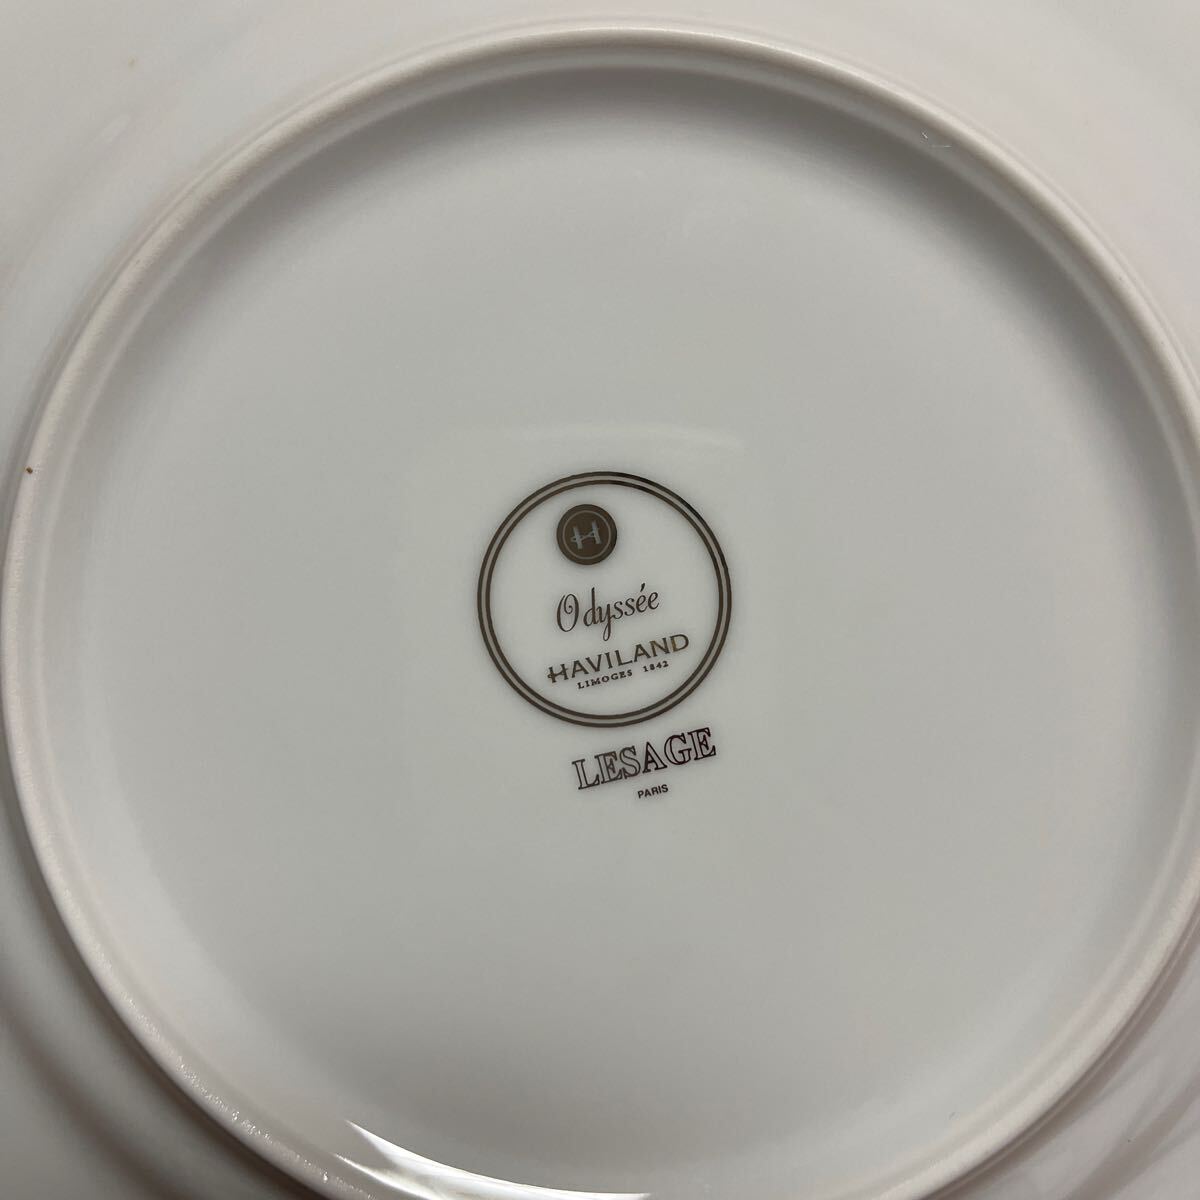 H
Odyssée
HAVILAND
LIMOGES 1842
LESAGE
PARIS